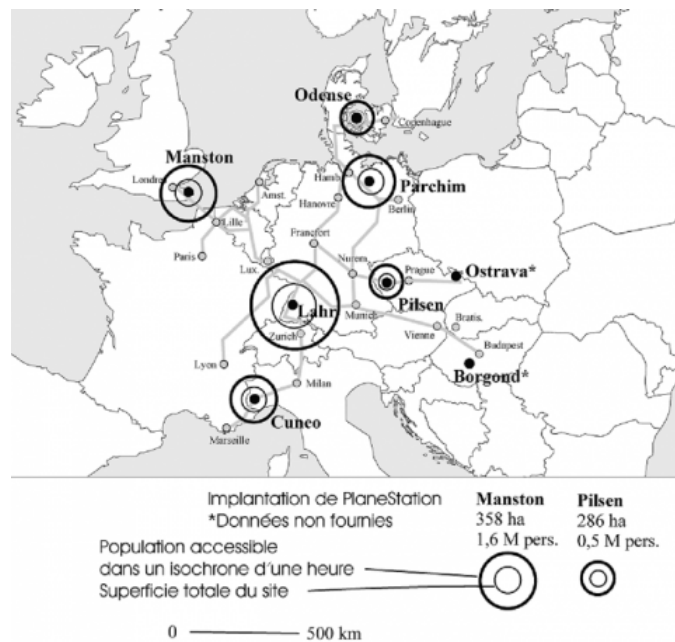 Odense
Copenhague
Manston
Londre
Amst.
Hamb
Parchim
Hanovre
Berlin
Lille
Paris
Francfort
Lux.
Nurem.
Prague
Ostrava*
Pilsen
Lahr
Munich
Vienne
Bratis.
Zurich
Budapest
Borgond*
Lyon
Milan
Cuneo
Marseille
Implantation de PlaneStation
*Données non fournies
Manston
358 ha
1,6 M pers.
Pilsen
286 ha
0,5 M pers.
Population accessible
dans un isochrone d'une heure
Superficie totale du site
0 500 km